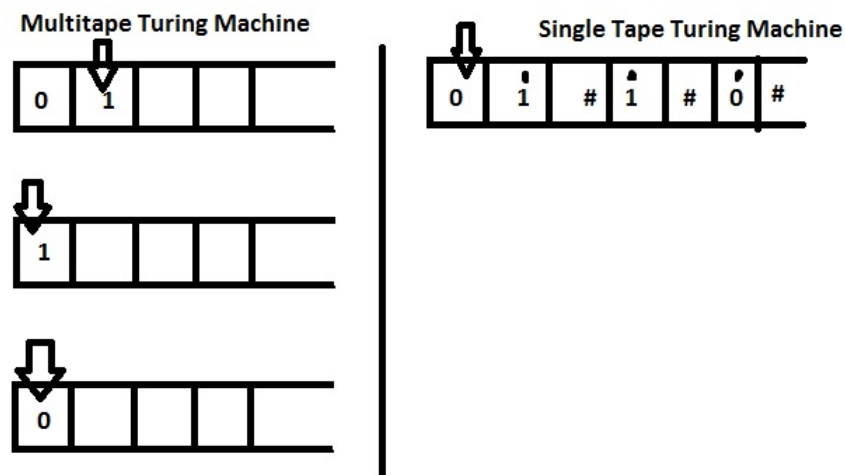 Multitape Turing Machine
0 1
1
0
Single Tape Turing Machine
0 1 # 1 # 0 #